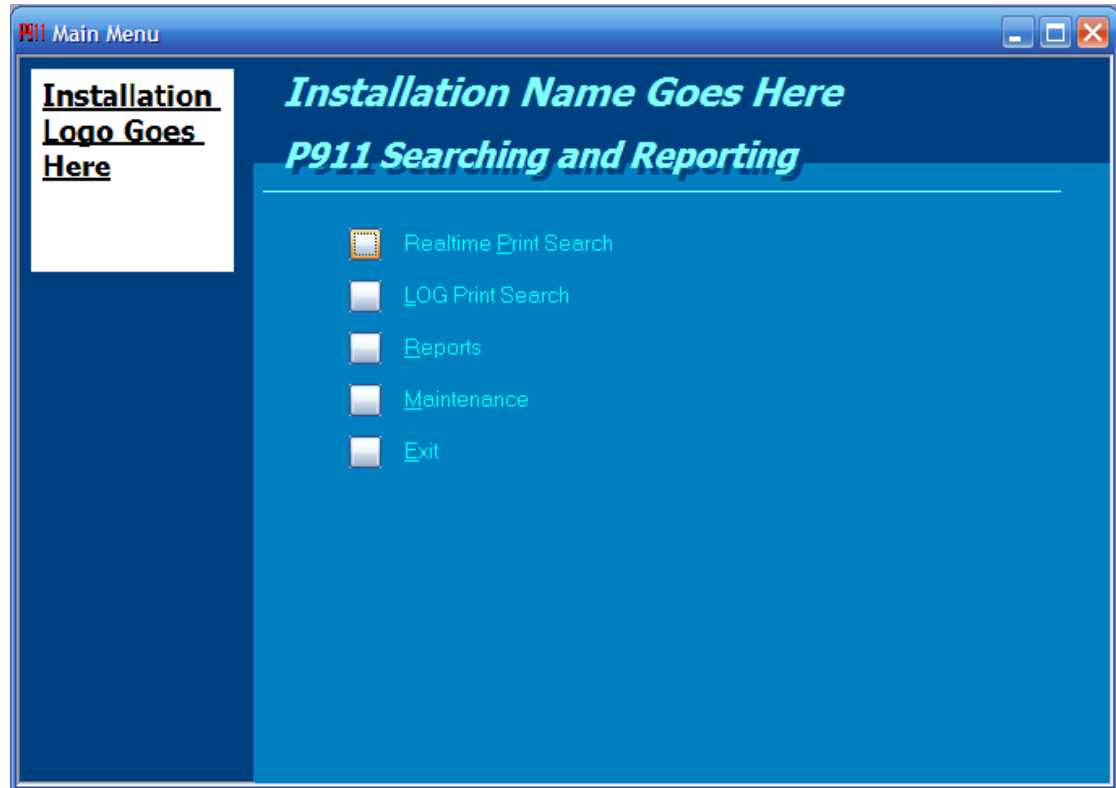 P911 Main Menu
Installation
Logo Goes
Here
Installation Name Goes Here
P911 Searching and Reporting
Realtime Print Search
LOG Print Search
Reports
Maintenance
Exit